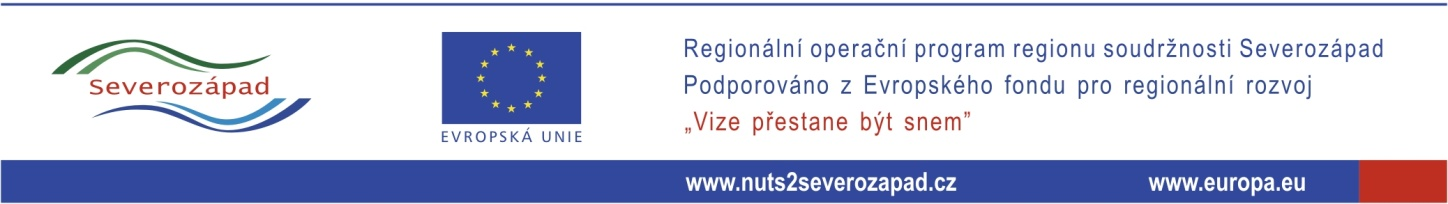 Severozápad
EVROPSKÁ UNIE
Regionální operační program regionu soudržnosti Severozápad
Podporováno z Evropského fondu pro regionální rozvoj
„Vize přestane být snem”
www.nuts2severozapad.cz www.europa.eu